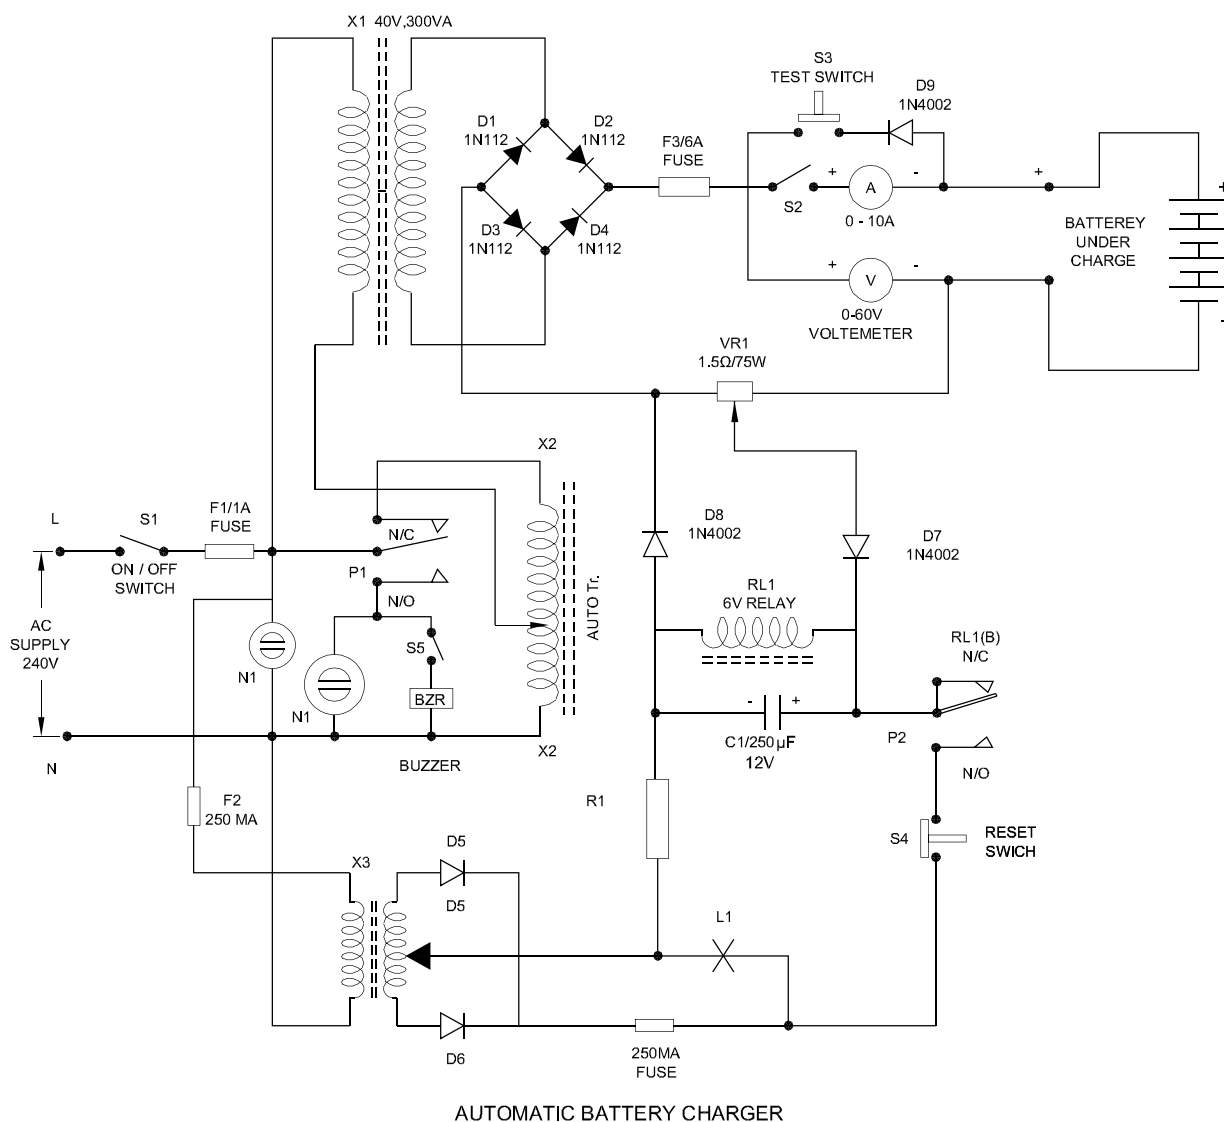 X1 40V,300VA
S3
TEST SWITCH
D9
1N4002
D1
1N112
D2
1N112
F3/6A
FUSE
+
-
+
S2
A
0 - 10A
D3
1N112
D4
1N112
BATTEREY
UNDER
CHARGE
+
-
+
-
V
0-60V
VOLTEMETER
VR1
1.5Ω/75W
X2
L
S1
F1/1A
FUSE
ON / OFF
SWITCH
N/C
P1
N/O
AUTO Tr.
D8
1N4002
D7
1N4002
RL1
6V RELAY
AC
SUPPLY
240V
N1
S5
N1
BZR
RL1(B)
N/C
- +
C1/250µF
12V
P2
N/O
N
X2
BUZZER
F2
250 MA
R1
S4
RESET
SWICH
X3
D5
D5
L1
D6
250MA
FUSE
AUTOMATIC BATTERY CHARGER